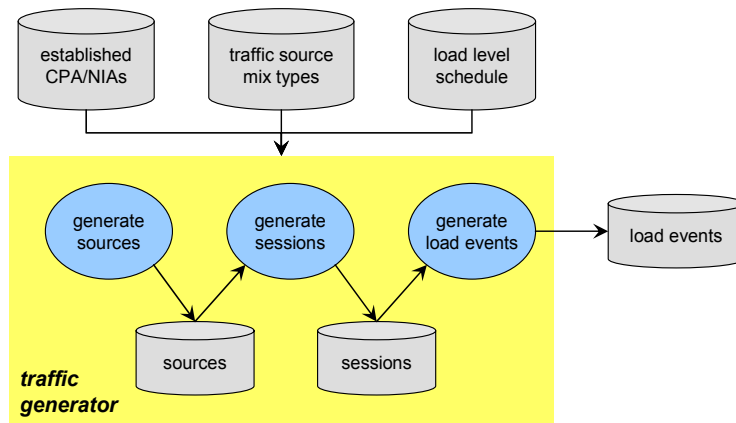 established
CPA/NIAs
traffic source
mix types
load level
schedule
generate
sources
generate
sessions
generate
load events
load events
sources
sessions
traffic
generator